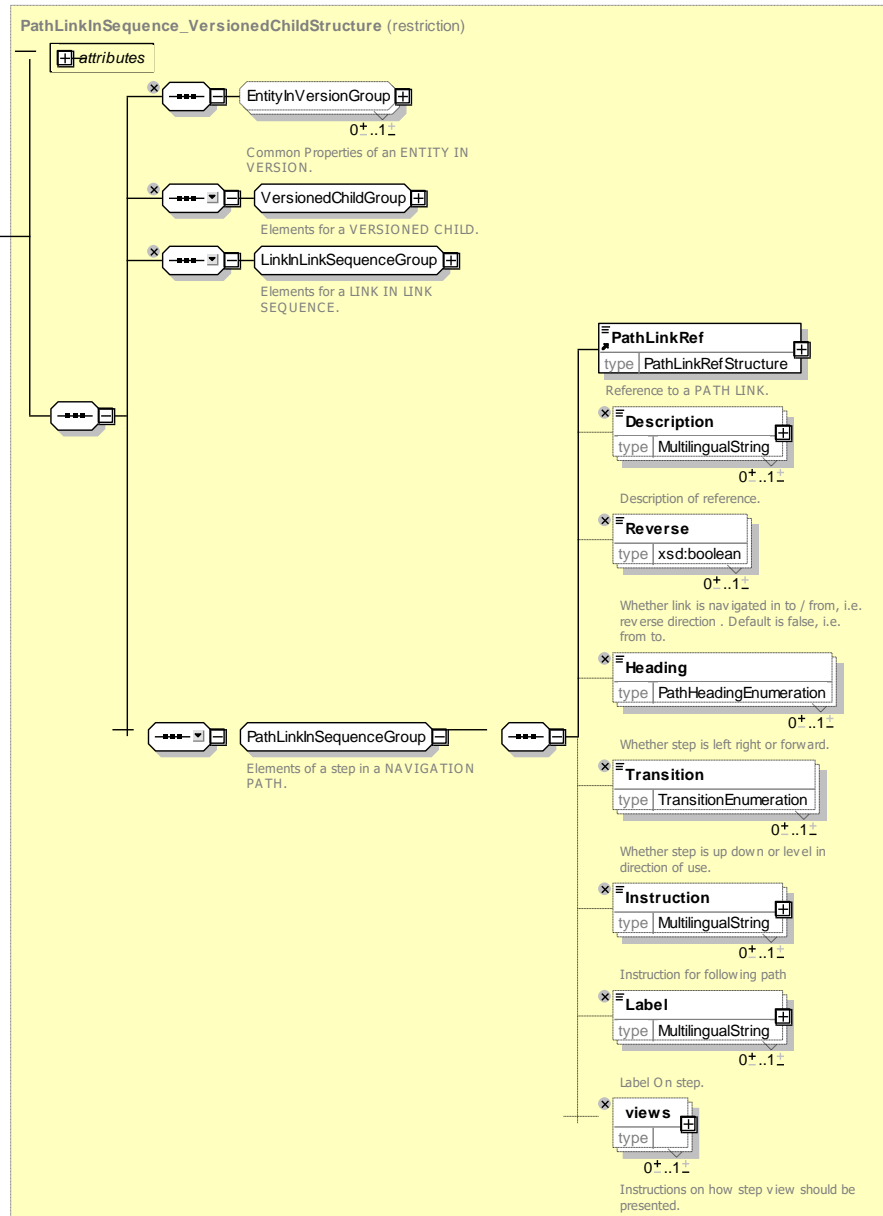 PathLinkInSequence_VersionedChildStructure (restriction)
attributes
EntityInVersionGroup
0..1
Common Properties of an ENTITY IN
VERSION.
VersionedChildGroup
Elements for a VERSIONED CHILD.
LinkInLinkSequenceGroup
Elements for a LINK IN LINK
SEQUENCE.
PathLinkInSequenceGroup
Elements of a step in a NAVIGATION
PATH.
PathLinkRef
type PathLinkRefStructure
Reference to a PATH LINK.
Description
type MultilingualString
0..1
Description of reference.
Reverse
type xsd:boolean
0..1
Whether link is navigated in to / from, i.e.
reverse direction . Default is false, i.e.
from to.
Heading
type PathHeadingEnumeration
0..1
Whether step is left right or forward.
Transition
type TransitionEnumeration
0..1
Whether step is up down or level in
direction of use.
Instruction
type MultilingualString
0..1
Instruction for following path
Label
type MultilingualString
0..1
Label On step.
views
type
0..1
Instructions on how step view should be
presented.